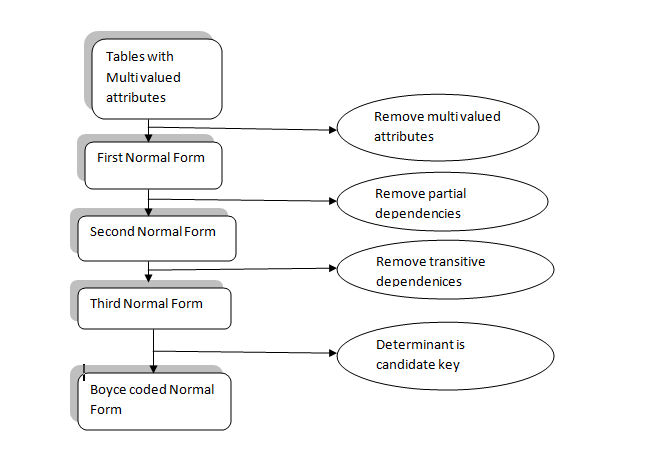 Tables with
Multi valued
attributes
Remove multi valued
attributes
First Normal Form
Remove partial
dependencies
Second Normal Form
Remove transitive
dependenices
Third Normal Form
Determinant is
candidate key
Boyce coded Normal
Form